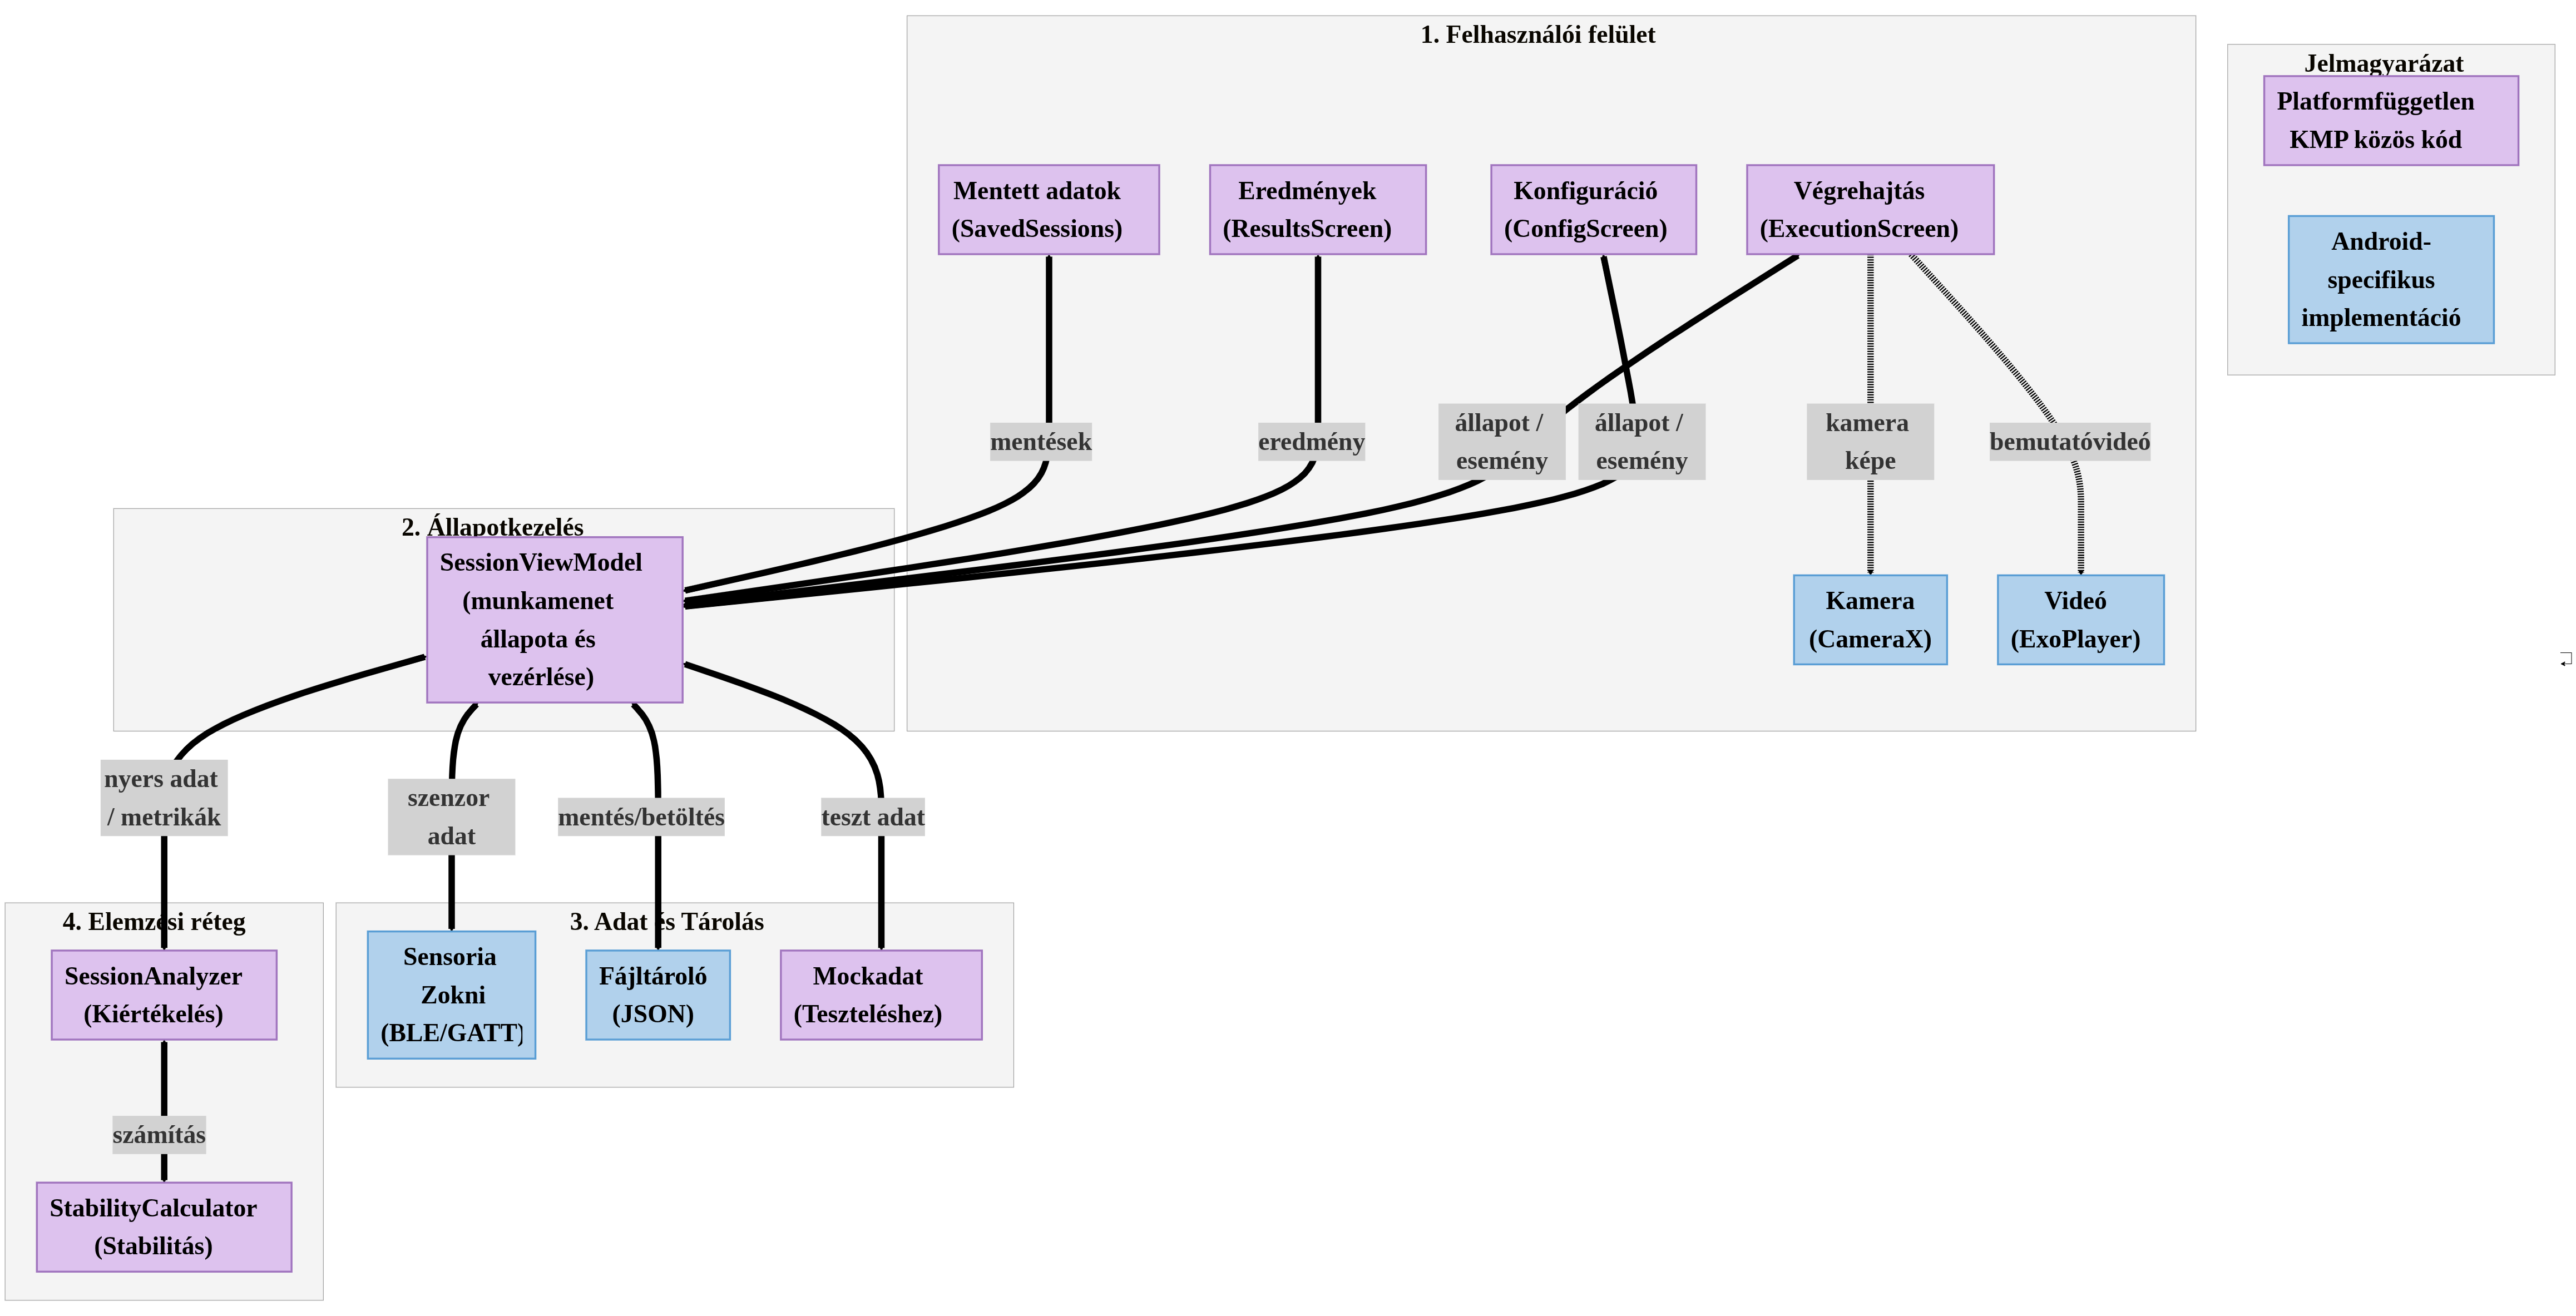 1. Felhasználói felület
Jelmagyarázat
Platformfüggetlen
KMP közös kód
Android-
specifikus
implementáció
Mentett adatok
(SavedSessions)
Eredmények
(ResultsScreen)
Konfiguráció
(ConfigScreen)
Végrehajtás
(ExecutionScreen)
mentések
eredmény
állapot /
esemény
állapot /
esemény
kamera
képe
bemutatóvideó
Kamera
(CameraX)
Videó
(ExoPlayer)
2. Állapotkezelés
SessionViewModel
(munkamenet
állapota és
vezérlése)
nyers adat
/ metrikák
szenzor
adat
mentés/betöltés
teszt adat
4. Elemzési réteg
SessionAnalyzer
(Kiértékelés)
számítás
StabilityCalculator
(Stabilitás)
3. Adat és Tárolás
Sensoria
Zokni
(BLE/GATT)
Fájltároló
(JSON)
Mockadat
(Teszteléshez)